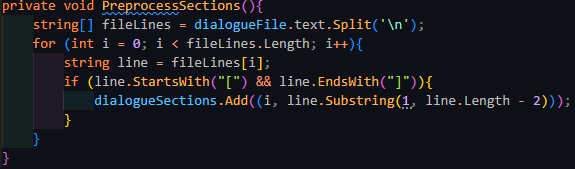 private void PreprocessSections(){
string[] fileLines = dialogueFile.text.Split('\n');
for (int i = 0; i < fileLines.Length; i++){
string line = fileLines[i];
if (line.StartsWith("[") && line.EndsWith("]")){
dialogueSections.Add((i, line.Substring(1, line.Length - 2)));
}
}
}